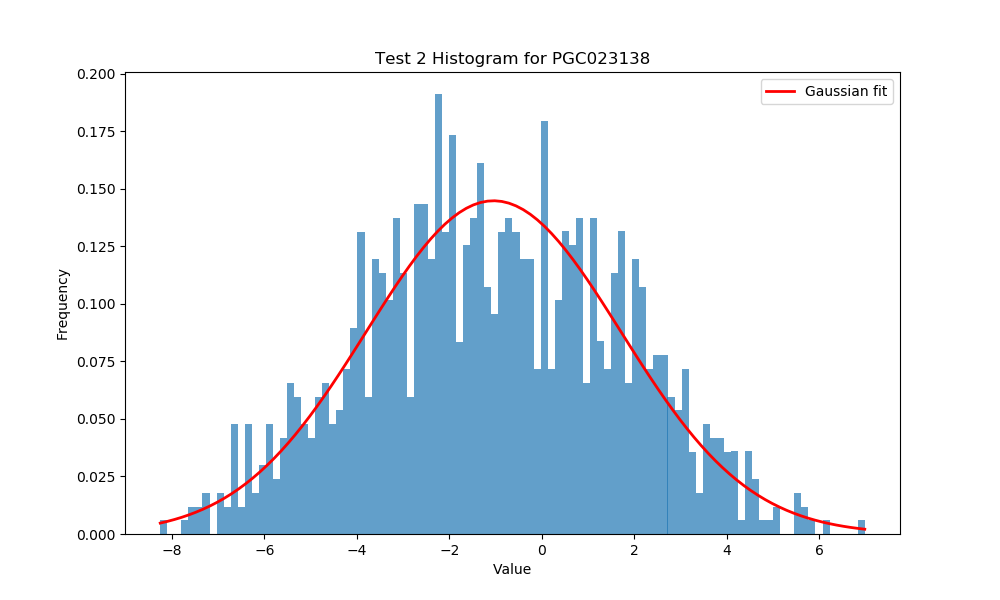 Test 2 Histogram for PGC023138
Gaussian fit
Frequency
0.200
0.175
0.150
0.125
0.100
0.075
0.050
0.025
0.000
−8 −6 −4 −2 0 2 4 6
Value